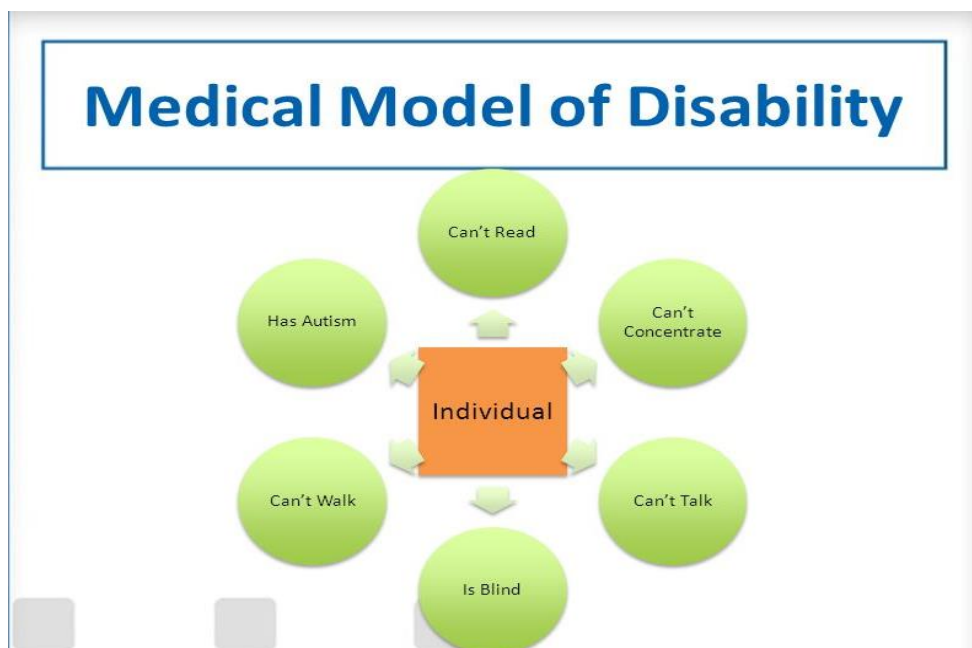 Medical Model of Disability
Can't Read
Has Autism
Can't
Concentrate
Individual
Can't Walk
Can't Talk
Is Blind